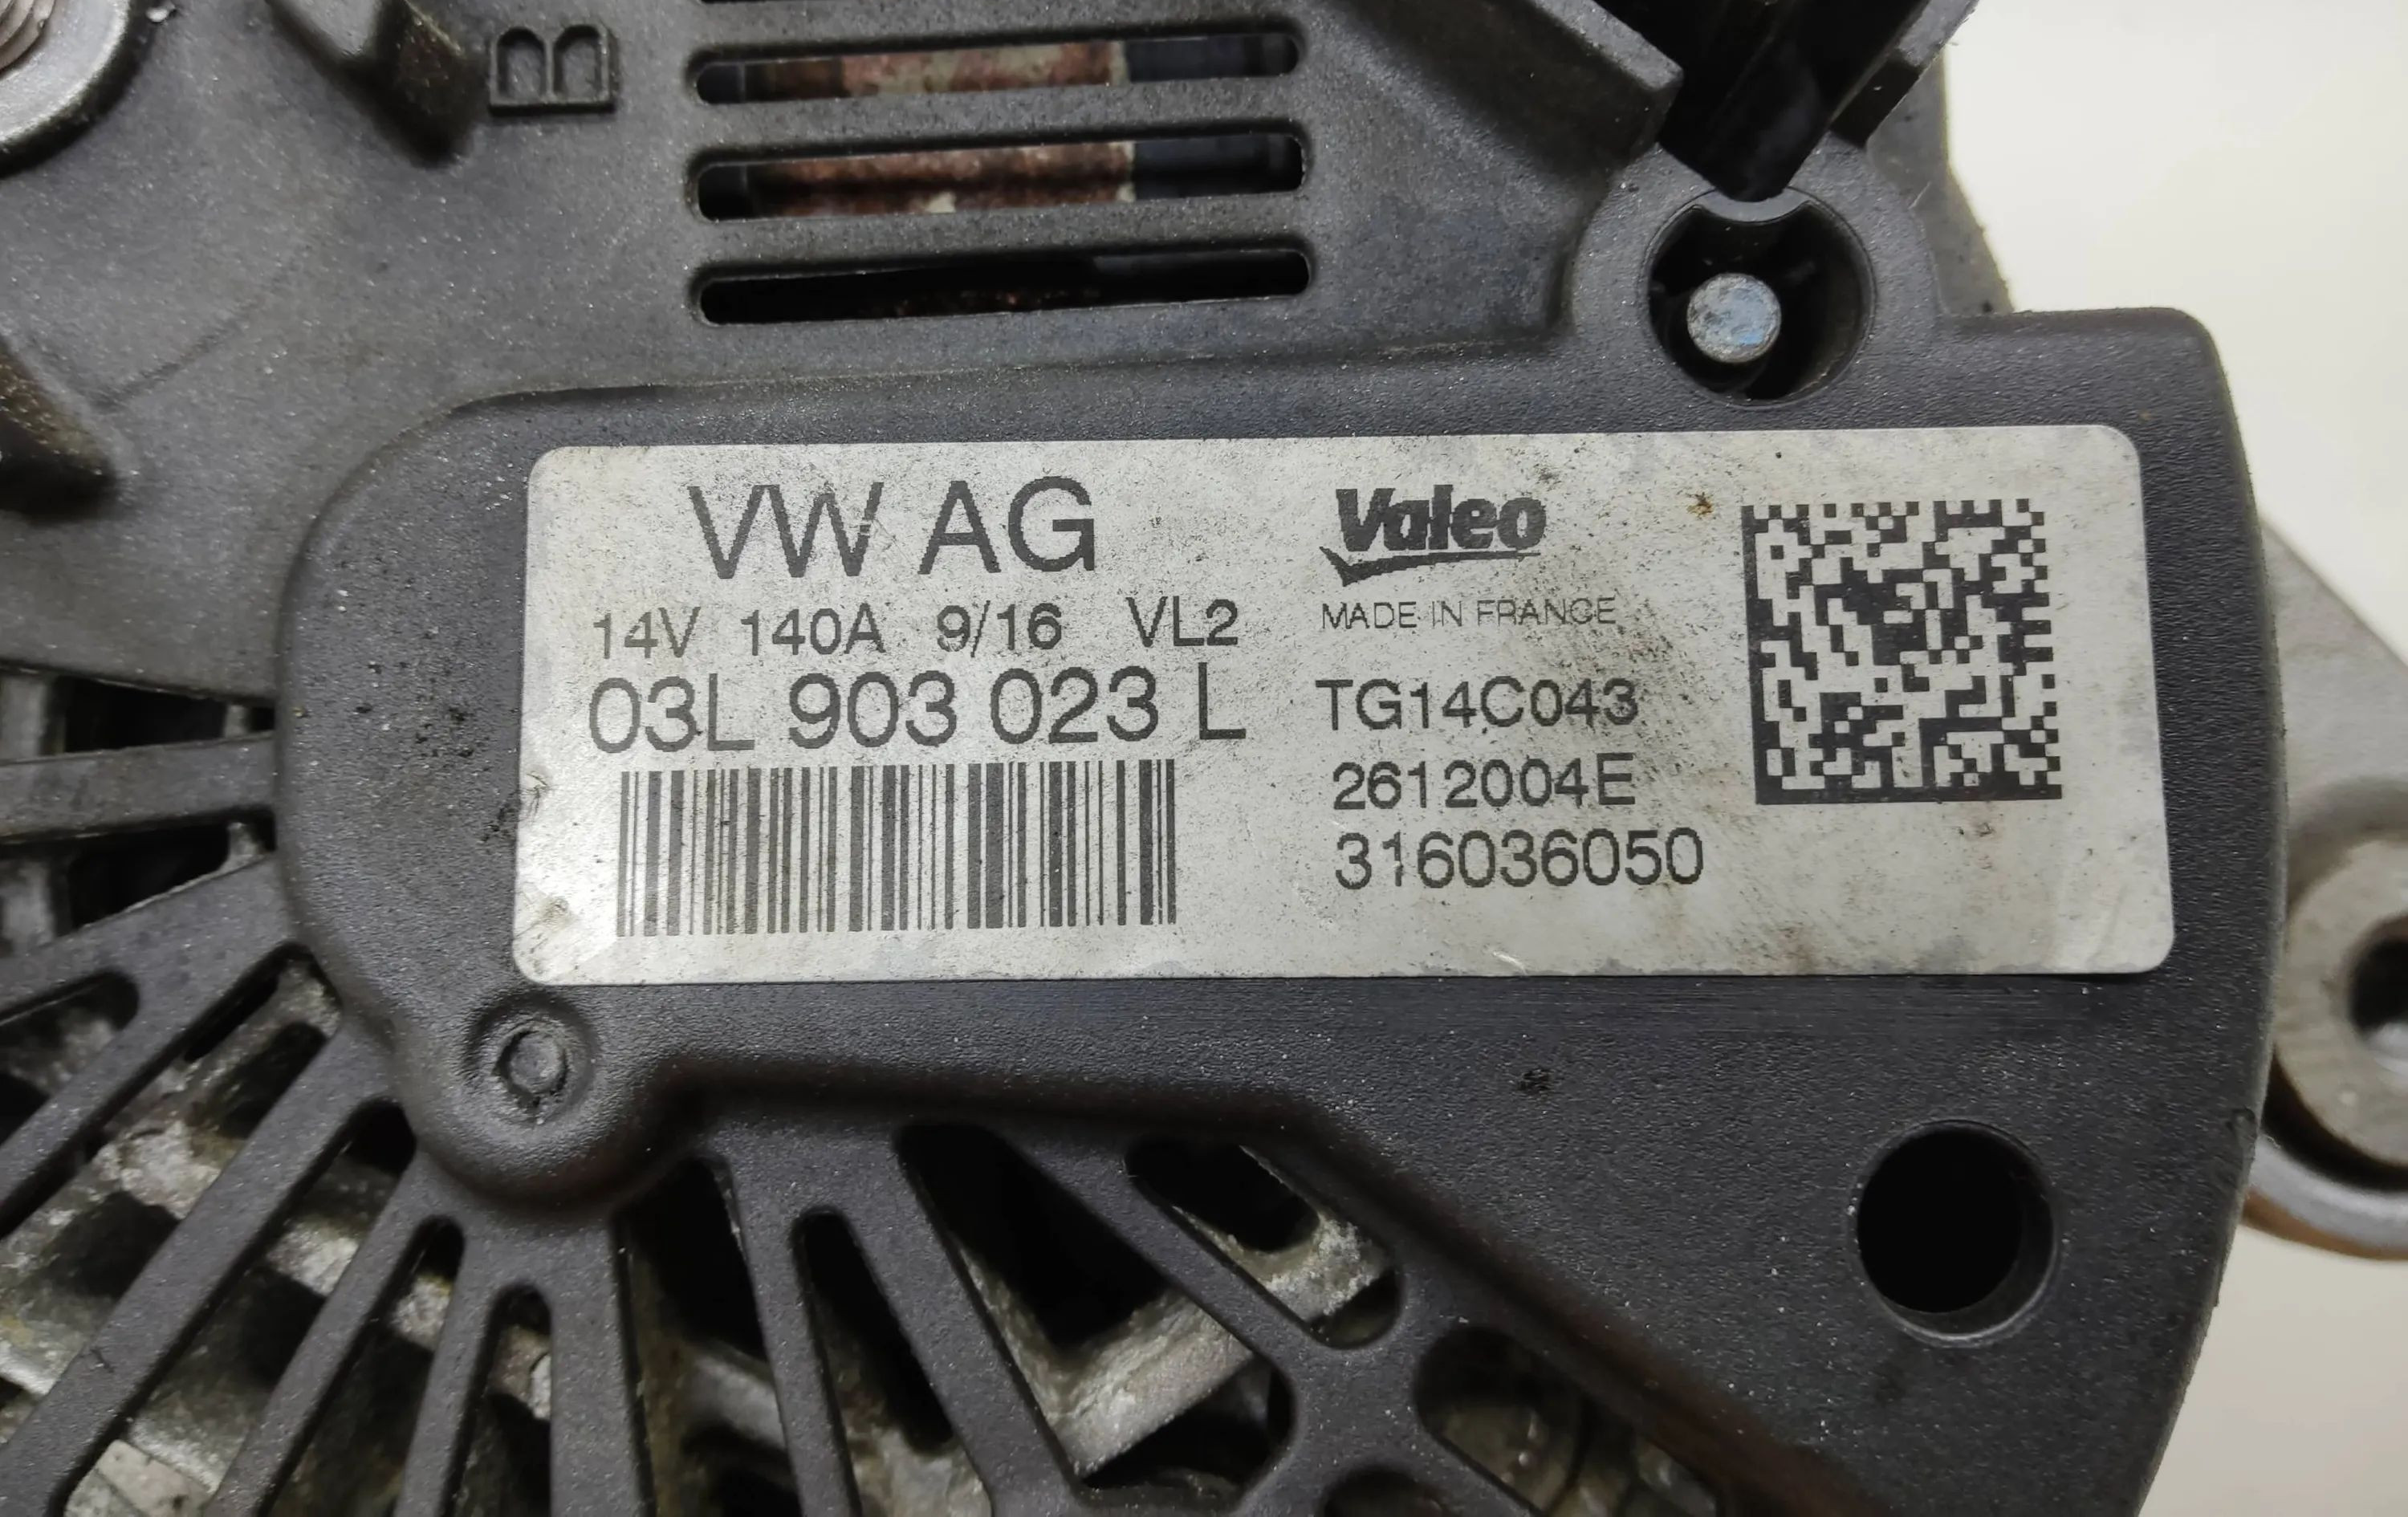 B
VW AG
14V 140A 9/16 VL2
03L 903 023 L
Valeo
MADE IN FRANCE
TG14C043
2612004E
316036050